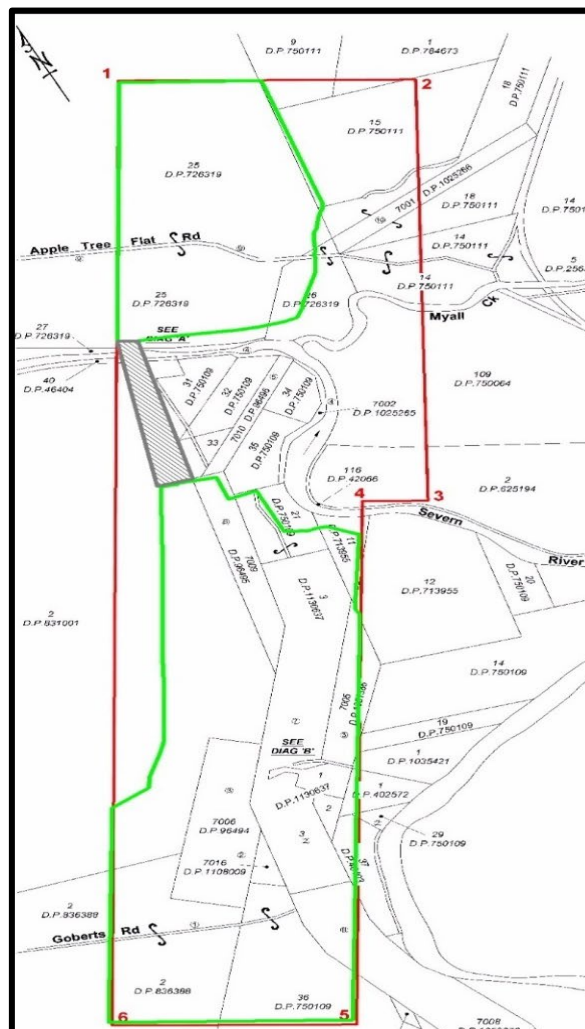 N
9
D.P.750111
1
D.P.784673
1
2
18
D.P.750111
15
D.P.750111
25
D.P.726319
7001
D.P.1025266
18
D.P.750111
14
D.P.750111
Apple Tree Flat Rd
14
D.P.750111
25
D.P.726319
26
D.P.726319
Myall Ck
27
D.P.726319
SEE
DIAG 'A'
40
D.P.46404
31
D.P.750109
32
D.P.750109
D.P.96495
34
D.P.750109
109
D.P.750064
33
7010
35
D.P.750109
7002
D.P.1025265
116
D.P.42066
2
D.P.625194
4
3
21
D.P.750109
Severn
River
11
D.P.713955
7009
D.P.96495
12
D.P.713955
20
D.P.750109
3
D.P.1130637
2
D.P.831001
14
D.P.750109
7005
SEE
DIAG 'B'
19
D.P.750109
1
D.P.1035421
1
D.P.1130637
1
D.P.402572
2
7006
D.P.96494
3
29
D.P.750109
7016
D.P.1108009
37
2
D.P.836388
Goberts Rd
2
D.P.836388
36
D.P.750109
6
5
7008